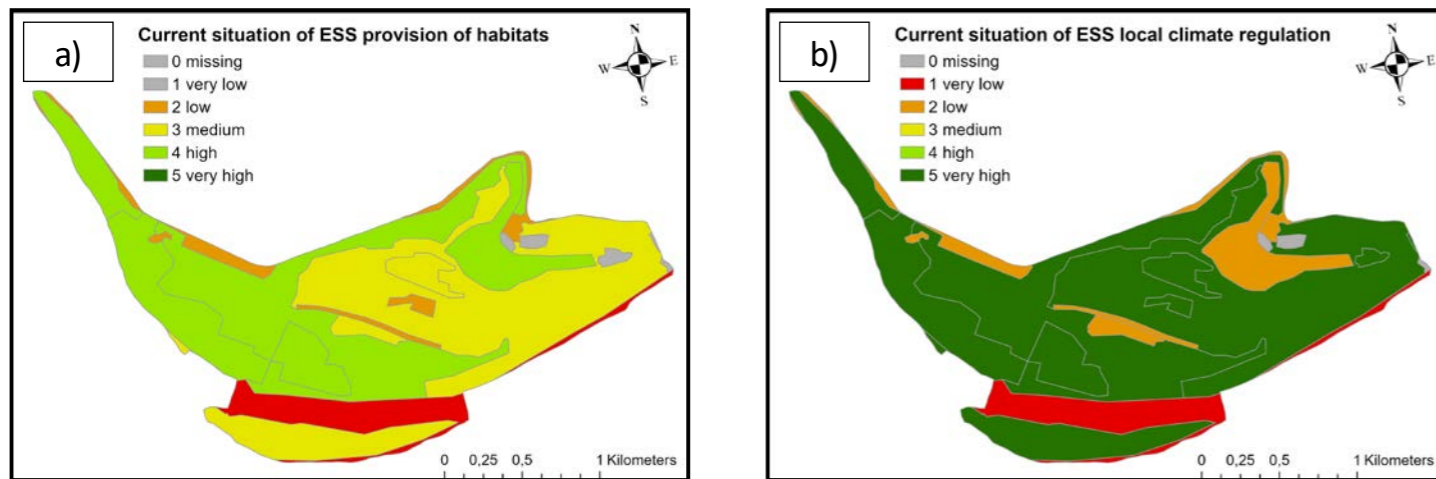 a)
Current situation of ESS provision of habitats
0 missing
1 very low
2 low
3 medium
4 high
5 very high
N
W
E
S
0 0,25 0,5 1 Kilometers
b)
Current situation of ESS local climate regulation
0 missing
1 very low
2 low
3 medium
4 high
5 very high
N
W
E
S
0 0,25 0,5 1 Kilometers